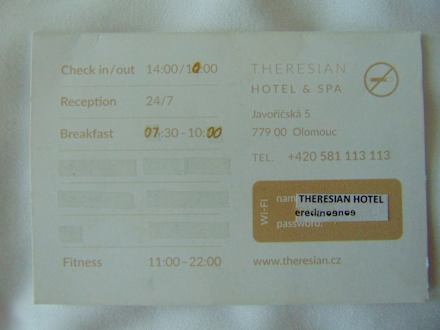 Check in/out 14:00/10:00
Reception 24/7
Breakfast 07:30–10:00
Fitness 11:00–22:00
THERESIAN
HOTEL & SPA
Javoříčská 5
779 00 Olomouc
TEL. +420 581 113 113
Wi-Fi
THERESIAN HOTEL
password:
www.theresian.cz